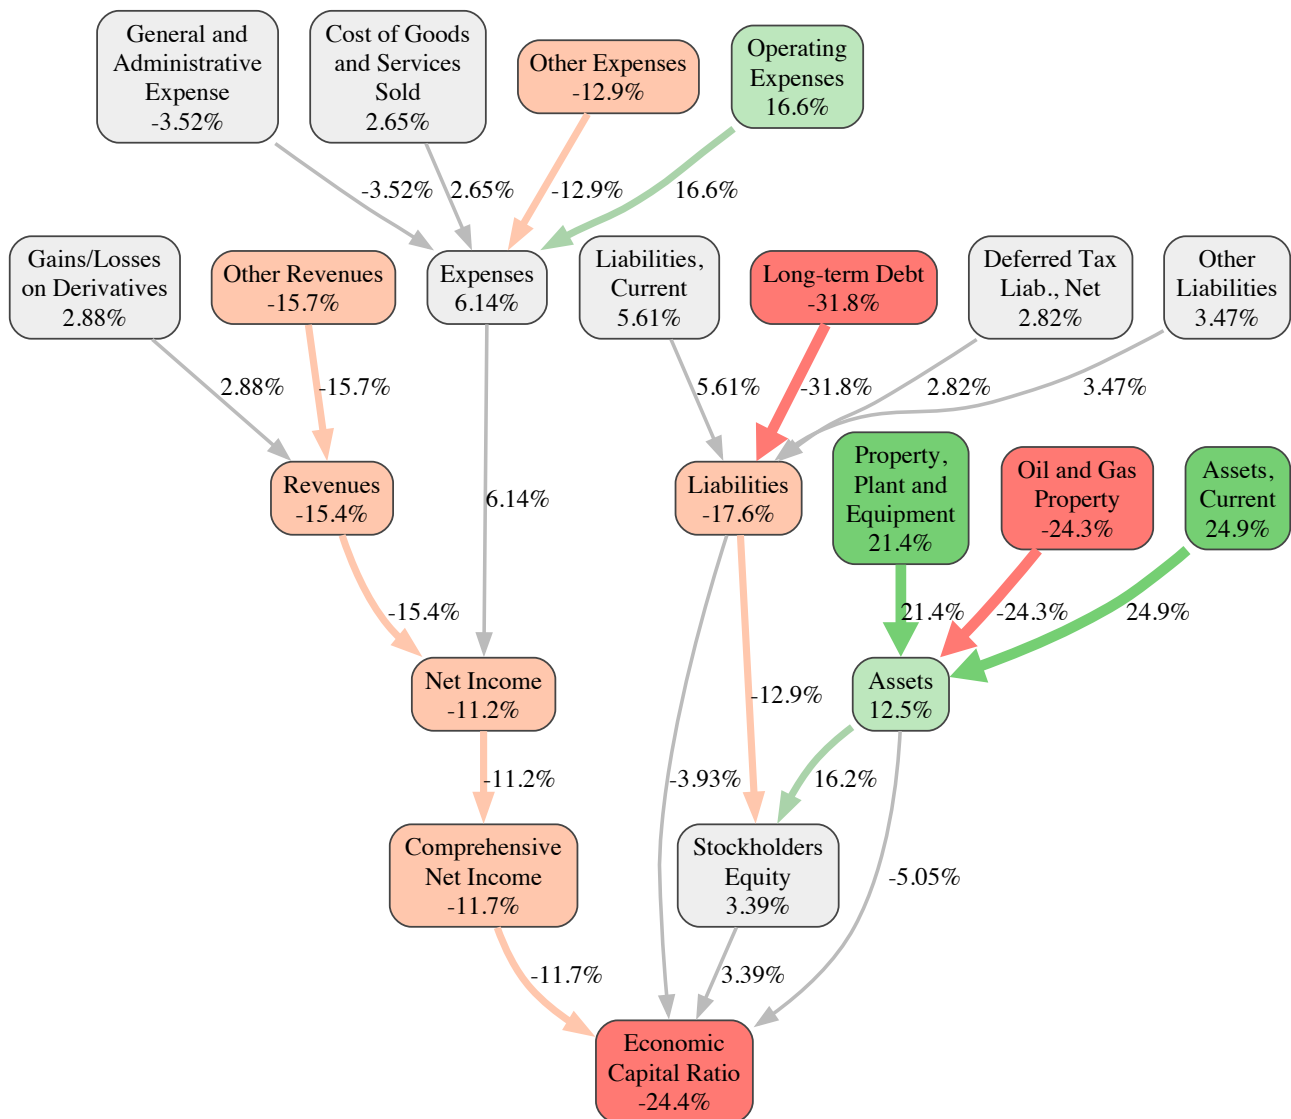 General and
Administrative
Expense
-3.52%
Cost of Goods
and Services
Sold
2.65%
Other Expenses
-12.9%
Operating
Expenses
16.6%
-3.52%
2.65%
-12.9%
16.6%
Gains/Losses
on Derivatives
2.88%
Other Revenues
-15.7%
Expenses
6.14%
Liabilities,
Current
5.61%
Long-term Debt
-31.8%
Deferred Tax
Liab., Net
2.82%
Other
Liabilities
3.47%
2.88%
-15.7%
5.61%
-31.8%
2.82%
3.47%
Revenues
-15.4%
6.14%
Liabilities
-17.6%
Property,
Plant and
Equipment
21.4%
Oil and Gas
Property
-24.3%
Assets,
Current
24.9%
-15.4%
21.4%
-24.3%
24.9%
Net Income
-11.2%
-12.9%
Assets
12.5%
-11.2%
-3.93%
16.2%
Comprehensive
Net Income
-11.7%
Stockholders
Equity
3.39%
-5.05%
-11.7%
3.39%
Economic
Capital Ratio
-24.4%